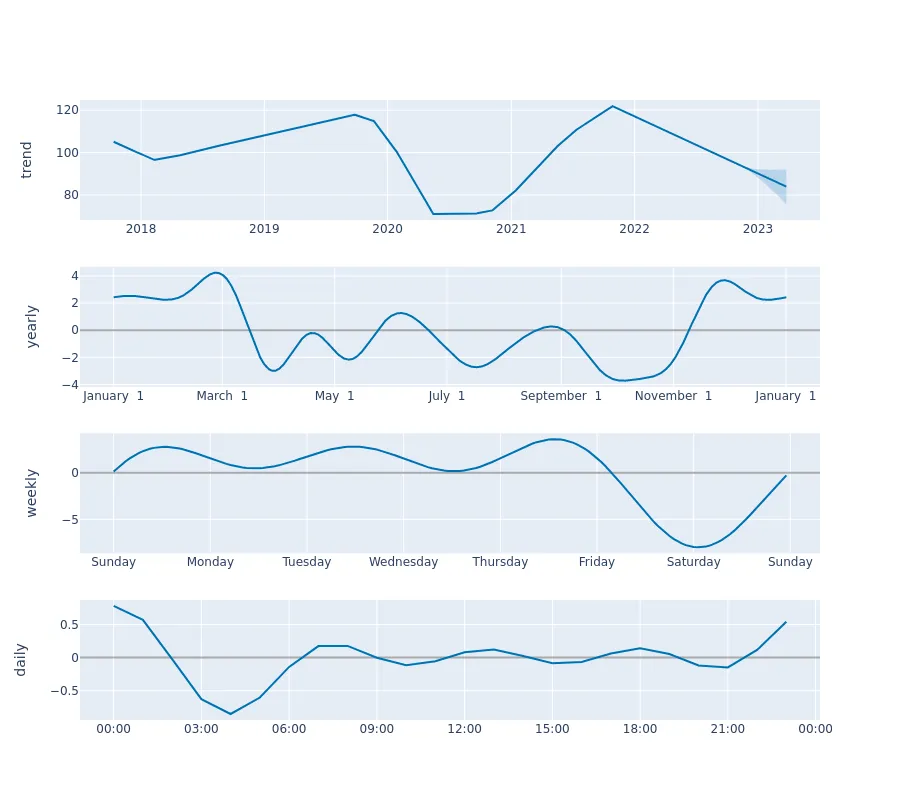 trend
120
100
80
2018 2019 2020 2021 2022 2023
yearly
4
2
0
−2
−4
January 1 March 1 May 1 July 1 September 1 November 1 January 1
weekly
0
−5
Sunday Monday Tuesday Wednesday Thursday Friday Saturday Sunday
daily
0.5
0
−0.5
00:00 03:00 06:00 09:00 12:00 15:00 18:00 21:00 00:00